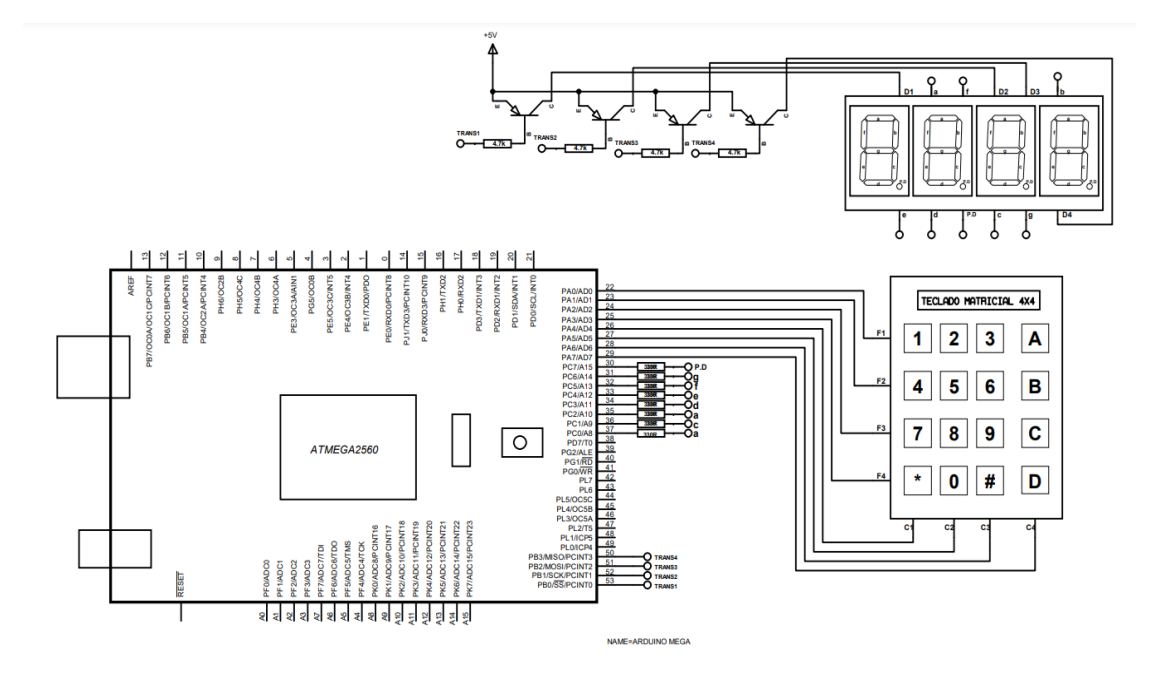 +5V
E
C
B
TRANS1
4.7k
E
C
B
TRANS2
4.7k
E
C
B
TRANS3
4.7k
E
C
B
TRANS4
4.7k
D1 a f D2 D3 b
a
f b
g
e c
d
P.D
a
f b
g
e c
d
P.D
a
f b
g
e c
d
P.D
a
f b
g
e c
d
P.D
e d P.D c g D4
AREF
13 PB7/OC0A/OC1C/PCINT7
12 PB6/OC1B/PCINT6
11 PB5/OC1A/PCINT5
10 PB4/OC2A/PCINT4
9 PH6/OC2B
8 PH5/OC4C
7 PH4/OC4B
6 PH3/OC4A
5 PE3/OC3A/AIN1
4 PG5/OC0B
3 PE5/OC3C/INT5
2 PE4/OC3B/INT4
1 PE1/TXD0/PDO
0 PE0/RXD0/PCINT8
14 PJ1/TXD3/PCINT10
15 PJ0/RXD3/PCINT9
16 PH1/TXD2
17 PH0/RXD2
18 PD3/TXD1/INT3
19 PD2/RXD1/INT2
20 PD1/SDA/INT1
21 PD0/SCL/INT0
PA0/AD0 22
PA1/AD1 23
PA2/AD2 24
PA3/AD3 25
PA4/AD4 26
PA5/AD5 27
PA6/AD6 28
PA7/AD7 29
PC7/A15 30 330R P.D
PC6/A14 31 330R g
PC5/A13 32 330R f
PC4/A12 33 330R e
PC3/A11 34 330R d
PC2/A10 35 330R a
PC1/A9 36 330R c
PC0/A8 37 330R a
PD7/T0 38
PG2/ALE 39
PG1/RD 40
PG0/WR 41
PL7 42
PL6 43
PL5/OC5C 44
PL4/OC5B 45
PL3/OC5A 46
PL2/T5 47
PL1/ICP5 48
PL0/ICP4 49
PB3/MISO/PCINT3 50 TRANS4
PB2/MOSI/PCINT2 51 TRANS3
PB1/SCK/PCINT1 52 TRANS2
PB0/SS/PCINT0 53 TRANS1
ATMEGA2560
RESET
A0 PF0/ADC0
A1 PF1/ADC1
A2 PF2/ADC2
A3 PF3/ADC3
A7 PF7/ADC7/TDI
A6 PF6/ADC6/TDO
A5 PF5/ADC5/TMS
A4 PF4/ADC4/TCK
A8 PK0/ADC8/PCINT16
A9 PK1/ADC9/PCINT17
A10 PK2/ADC10/PCINT18
A11 PK3/ADC11/PCINT19
A12 PK4/ADC12/PCINT20
A13 PK5/ADC13/PCINT21
A14 PK6/ADC14/PCINT22
A15 PK7/ADC15/PCINT23
TECLADO MATRICIAL 4X4
F1 1 2 3 A
F2 4 5 6 B
F3 7 8 9 C
F4 * 0 # D
C1 C2 C3 C4
NAME=ARDUINO MEGA